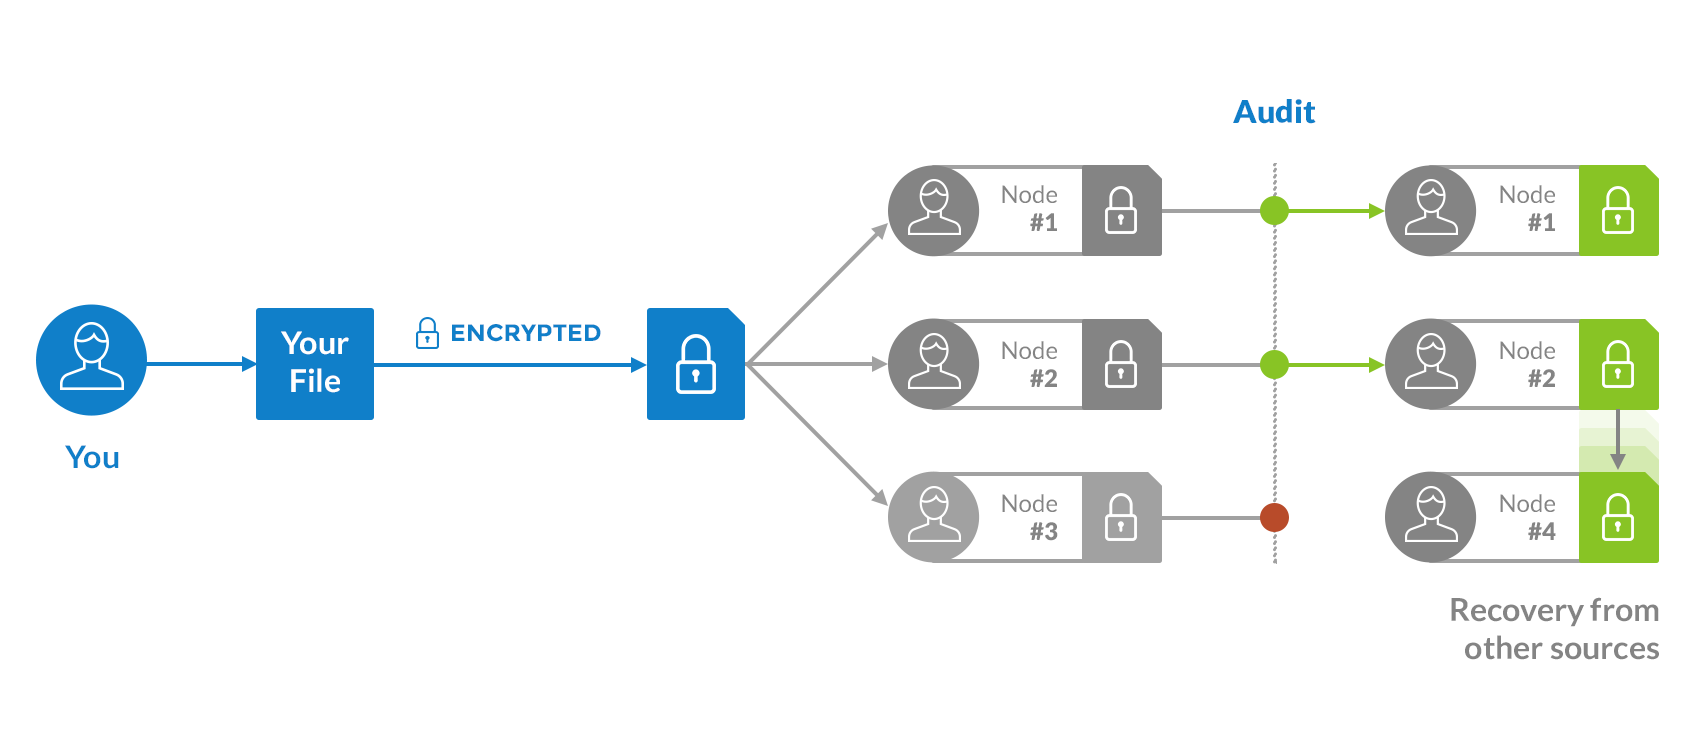 Audit
Node
#1
Node
#1
Your
File
ENCRYPTED
You
Node
#2
Node
#2
Node
#3
Node
#4
Recovery from
other sources